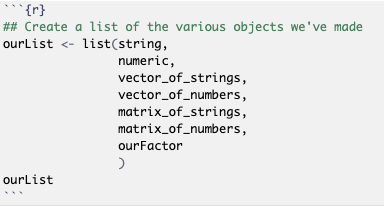 ```{r}
## Create a list of the various objects we've made
ourList <- list(string,
                numeric,
                vector_of_strings,
                vector_of_numbers,
                matrix_of_strings,
                matrix_of_numbers,
                ourFactor
                )
ourList
```